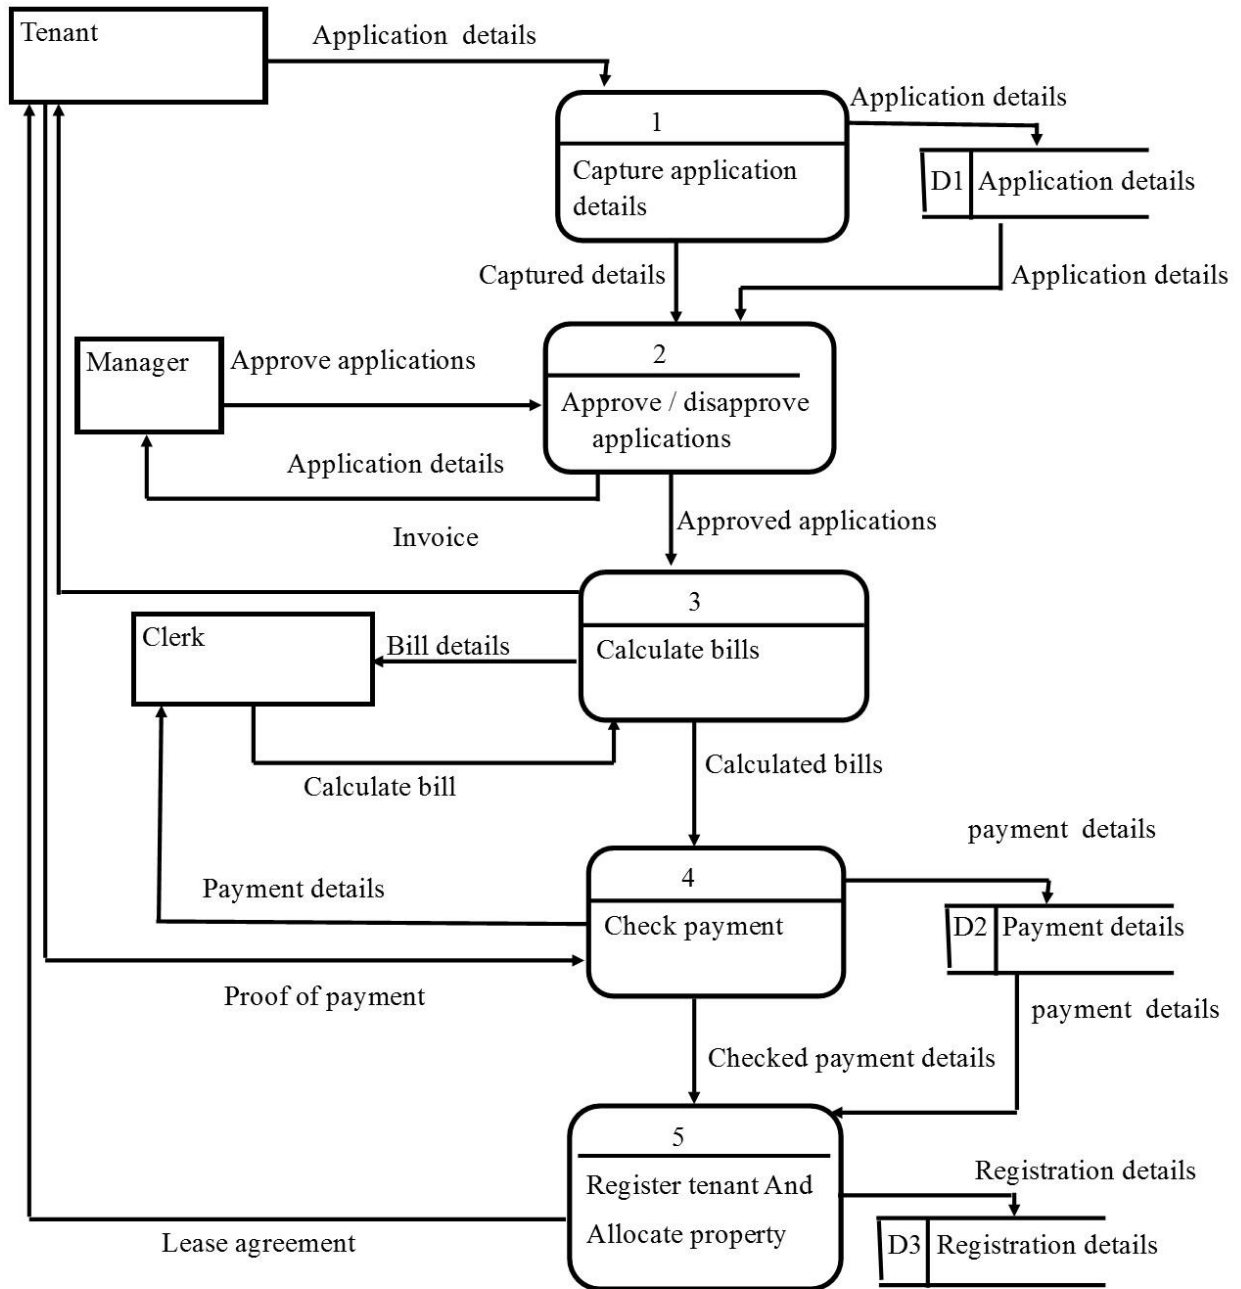 Tenant
Application details
Application details
1
Capture application
details
D1 Application details
Captured details
Application details
Manager
Approve applications
2
Approve / disapprove
applications
Application details
Approved applications
Invoice
3
Clerk
Bill details
Calculate bills
Calculate bill
Calculated bills
payment details
4
Payment details
Check payment
D2 Payment details
Proof of payment
payment details
Checked payment details
5
Register tenant And
Allocate property
Registration details
Lease agreement
D3 Registration details